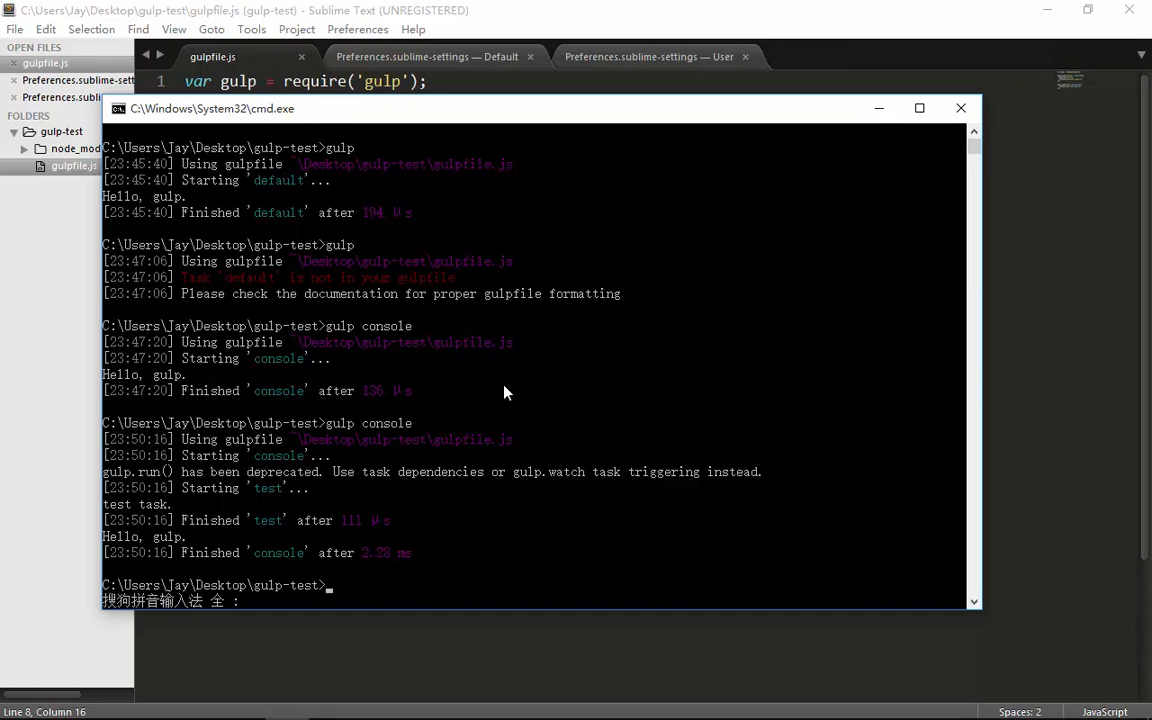 C:\Users\Jay\Desktop\gulp-test\gulpfile.js (gulp-test) - Sublime Text (UNREGISTERED)
File Edit Selection Find View Goto Tools Project Preferences Help
OPEN FILES
gulpfile.js
Preferences.sublime-sett
Preferences.subli
FOLDERS
gulp-test
node_mod
gulpfile.js
gulpfile.js
Preferences.sublime-settings — Default
Preferences.sublime-settings — User
1 var gulp = require('gulp');
C:\Windows\System32\cmd.exe
C:\Users\Jay\Desktop\gulp-test>gulp
[23:45:40] Using gulpfile ~\Desktop\gulp-test\gulpfile.js
[23:45:40] Starting 'default'...
Hello, gulp.
[23:45:40] Finished 'default' after 194 μs
C:\Users\Jay\Desktop\gulp-test>gulp
[23:47:06] Using gulpfile ~\Desktop\gulp-test\gulpfile.js
[23:47:06] Task 'default' is not in your gulpfile
[23:47:06] Please check the documentation for proper gulpfile formatting
C:\Users\Jay\Desktop\gulp-test>gulp console
[23:47:20] Using gulpfile ~\Desktop\gulp-test\gulpfile.js
[23:47:20] Starting 'console'...
Hello, gulp.
[23:47:20] Finished 'console' after 136 μs
C:\Users\Jay\Desktop\gulp-test>gulp console
[23:50:16] Using gulpfile ~\Desktop\gulp-test\gulpfile.js
[23:50:16] Starting 'console'...
gulp.run() has been deprecated. Use task dependencies or gulp.watch task triggering instead.
[23:50:16] Starting 'test'...
test task.
[23:50:16] Finished 'test' after 111 μs
Hello, gulp.
[23:50:16] Finished 'console' after 2.28 ms
C:\Users\Jay\Desktop\gulp-test>
搜狗拼音输入法 全 :
Line 8, Column 16
Spaces: 2
JavaScript